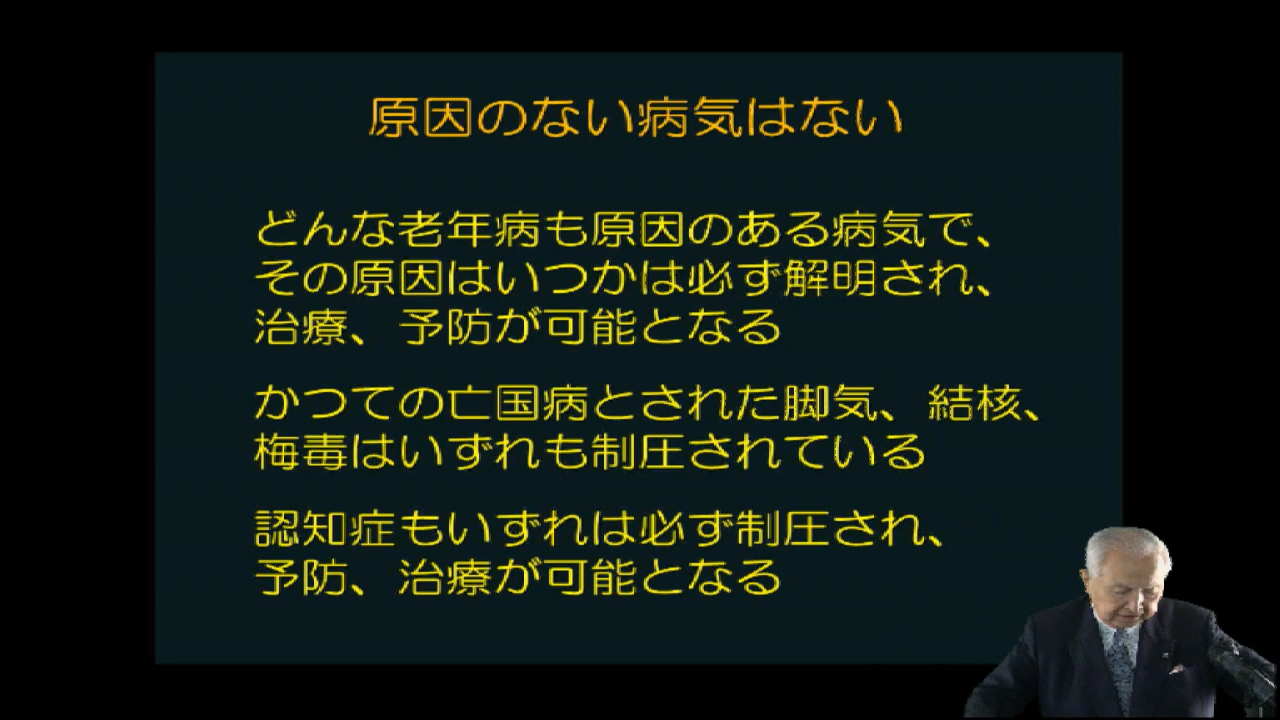 原因のない病気はない
どんな老年病も原因のある病気で、
その原因はいつかは必ず解明され、
治療、予防が可能となる
かつての亡国病とされた脚気、結核、
梅毒はいずれも制圧されている
認知症もいずれは必ず制圧され、
予防、治療が可能となる